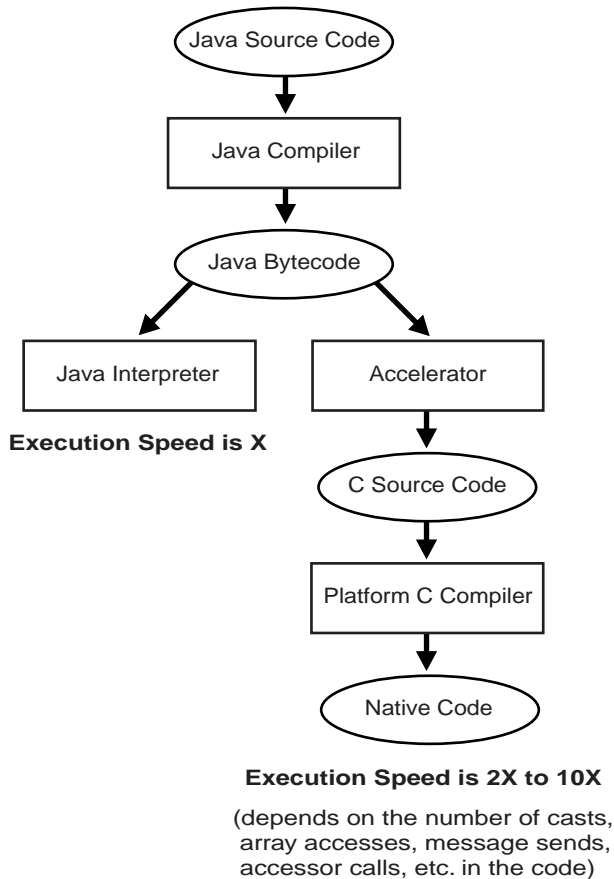 Java Source Code
Java Compiler
Java Bytecode
Java Interpreter
Accelerator
Execution Speed is X
C Source Code
Platform C Compiler
Native Code
Execution Speed is 2X to 10X
(depends on the number of casts,
array accesses, message sends,
accessor calls, etc. in the code)